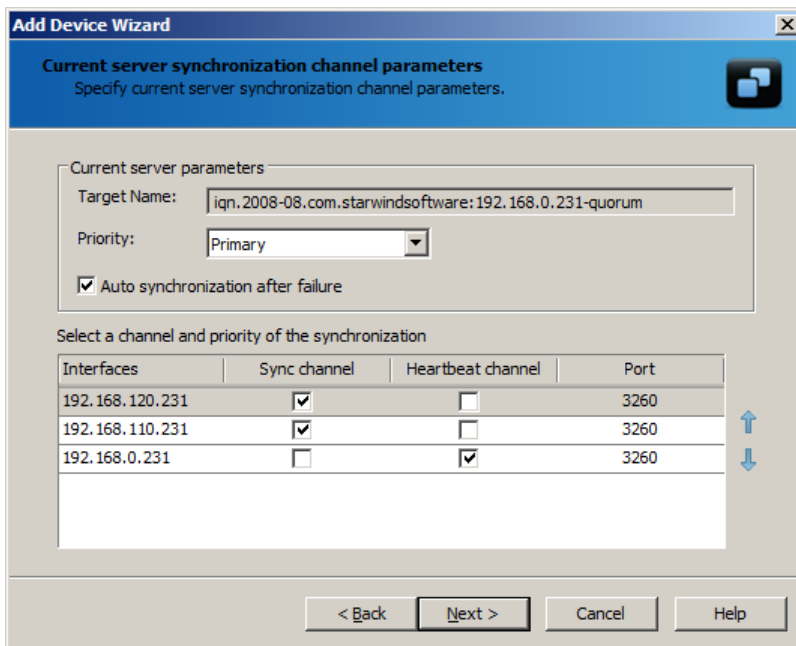 Add Device Wizard
Current server synchronization channel parameters
Specify current server synchronization channel parameters.
Current server parameters
Target Name: iqn.2008-08.com.starwindsoftware:192.168.0.231-quorum
Priority: Primary
Auto synchronization after failure
Select a channel and priority of the synchronization
Interfaces Sync channel Heartbeat channel Port
192.168.120.231 3260
192.168.110.231 3260
192.168.0.231 3260
< Back Next > Cancel Help